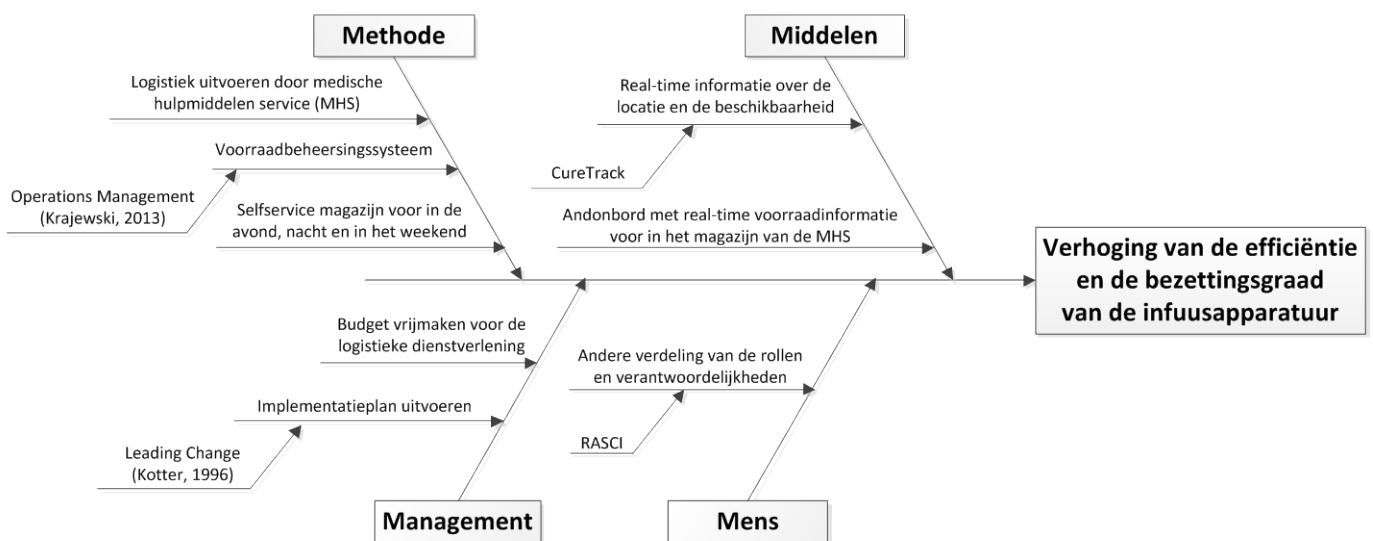 Methode
Middelen
Logistiek uitvoeren door medische
hulpmiddelen service (MHS)
Real-time informatie over de
locatie en de beschikbaarheid
Voorraadbeheersingssysteem
CureTrack
Operations Management
(Krajewski, 2013)
Selfservice magazijn voor in de
avond, nacht en in het weekend
Andonbord met real-time voorraadinformatie
voor in het magazijn van de MHS
Verhoging van de efficiëntie
en de bezettingsgraad
van de infuusapparatuur
Budget vrijmaken voor de
logistieke dienstverlening
Andere verdeling van de rollen
en verantwoordelijkheden
Implementatieplan uitvoeren
RASCI
Leading Change
(Kotter, 1996)
Management
Mens